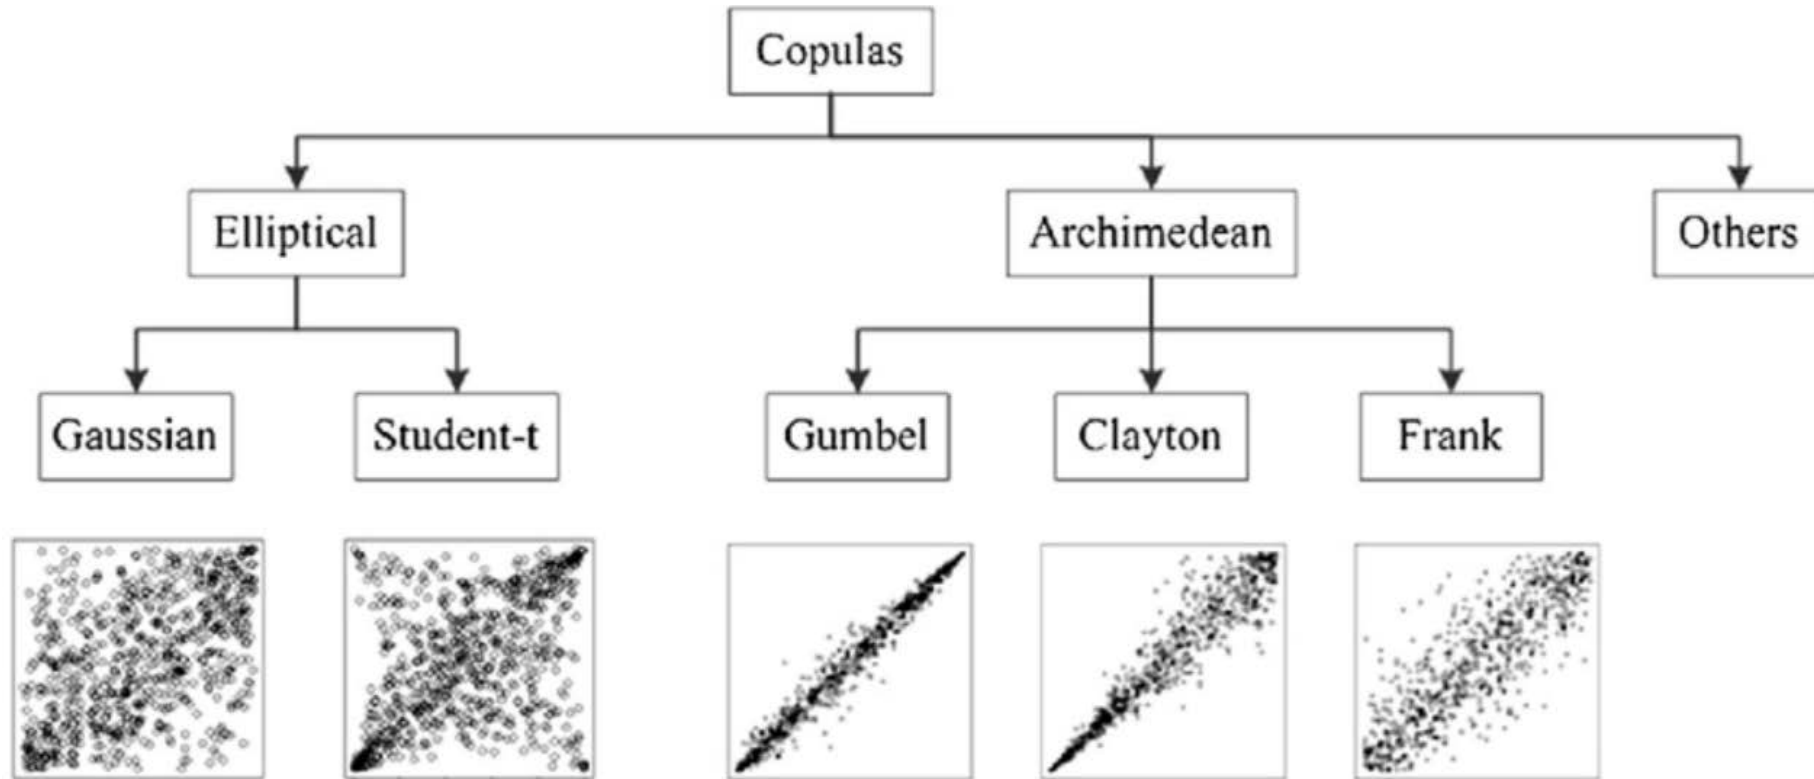 Copulas
Elliptical
Archimedean
Others
Gaussian
Student-t
Gumbel
Clayton
Frank